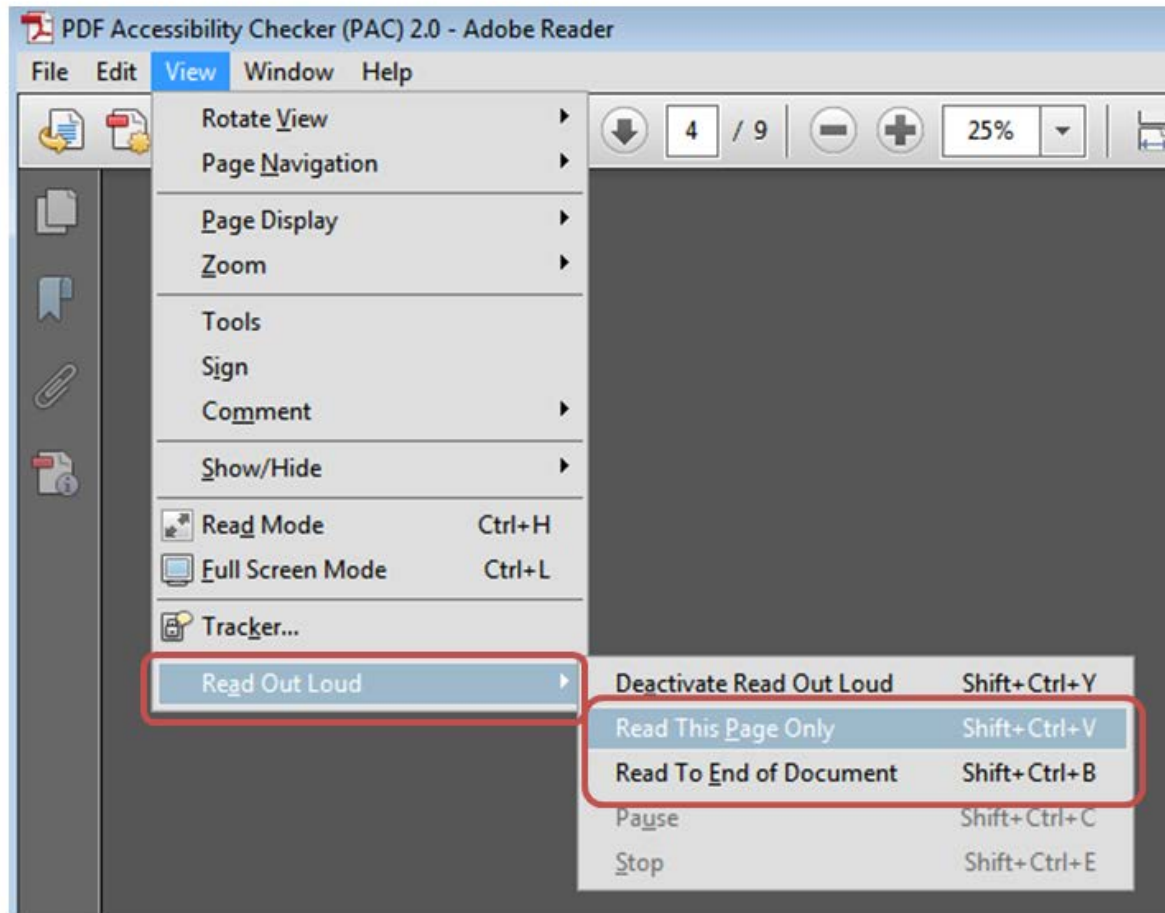 PDF Accessibility Checker (PAC) 2.0 - Adobe Reader
File Edit View Window Help
4 / 9 25%
Rotate View
Page Navigation
Page Display
Zoom
Tools
Sign
Comment
Show/Hide
Read Mode Ctrl+H
Full Screen Mode Ctrl+L
Tracker...
Read Out Loud
Deactivate Read Out Loud Shift+Ctrl+Y
Read This Page Only Shift+Ctrl+V
Read To End of Document Shift+Ctrl+B
Pause Shift+Ctrl+C
Stop Shift+Ctrl+E